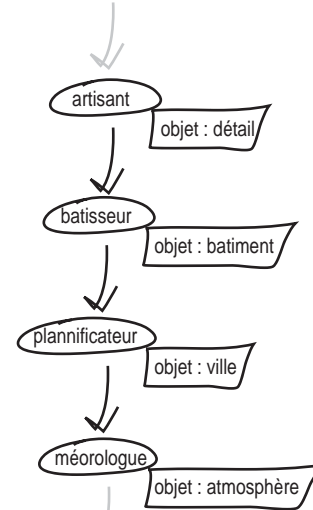 artisant
objet : détail
batisseur
objet : batiment
plannificateur
objet : ville
méorologue
objet : atmosphère